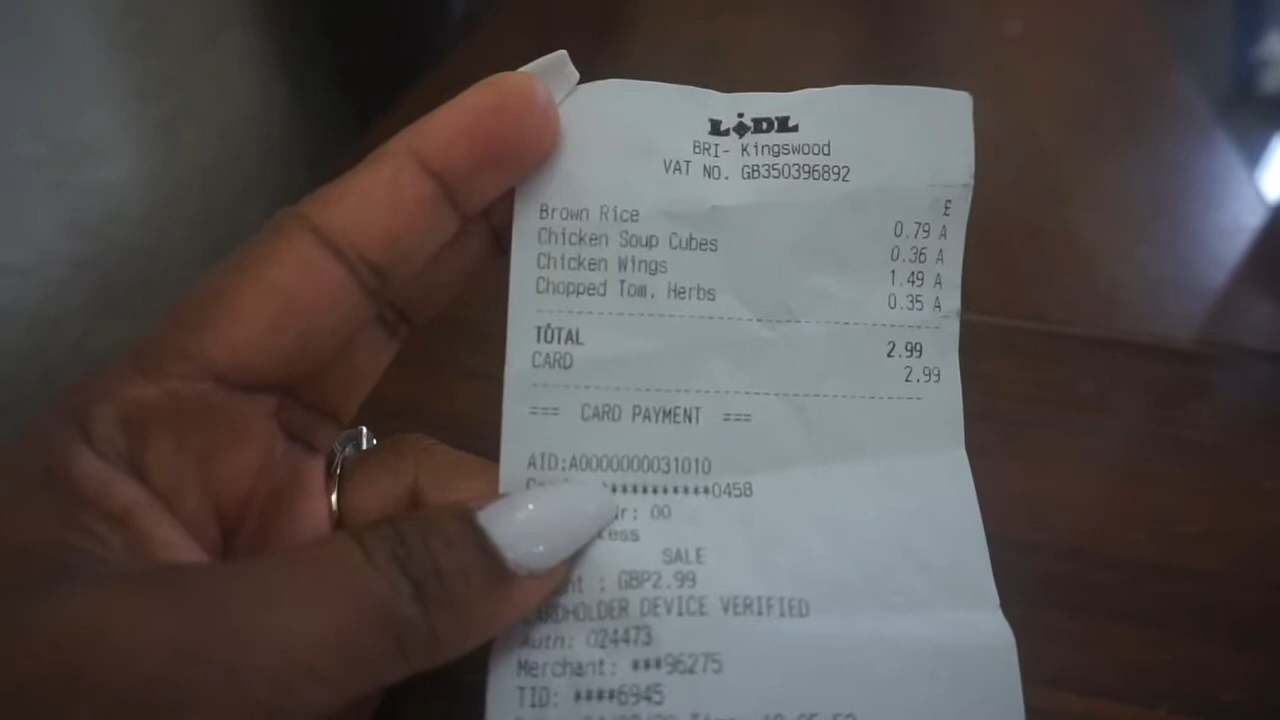 LIDL
BRI- Kingswood
VAT NO. GB350396892
£
Brown Rice 0.79 A
Chicken Soup Cubes 0.36 A
Chicken Wings 1.49 A
Chopped Tom. Herbs 0.35 A
TOTAL 2.99
CARD 2.99
=== CARD PAYMENT ===
AID:A0000000031010
**********0458
00
SALE
: GBP2.99
CARDHOLDER DEVICE VERIFIED
Auth: 024473
Merchant: ***96275
TID: ****6945